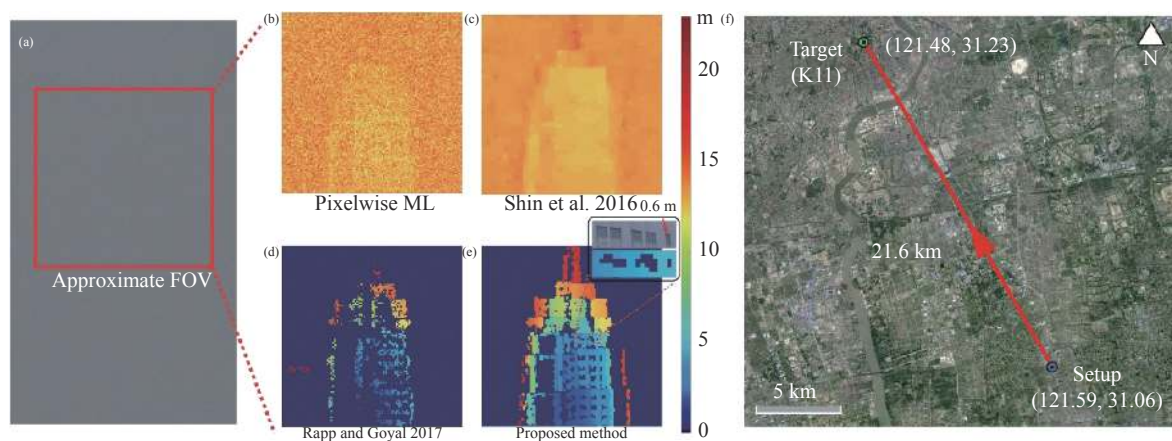 (a)
Approximate FOV
(b)
Pixelwise ML
(c)
Shin et al. 2016
0.6 m
(d)
Rapp and Goyal 2017
(e)
Proposed method
m
20
15
10
5
0
(f)
Target
(K11)
(121.48, 31.23)
N
21.6 km
5 km
Setup
(121.59, 31.06)